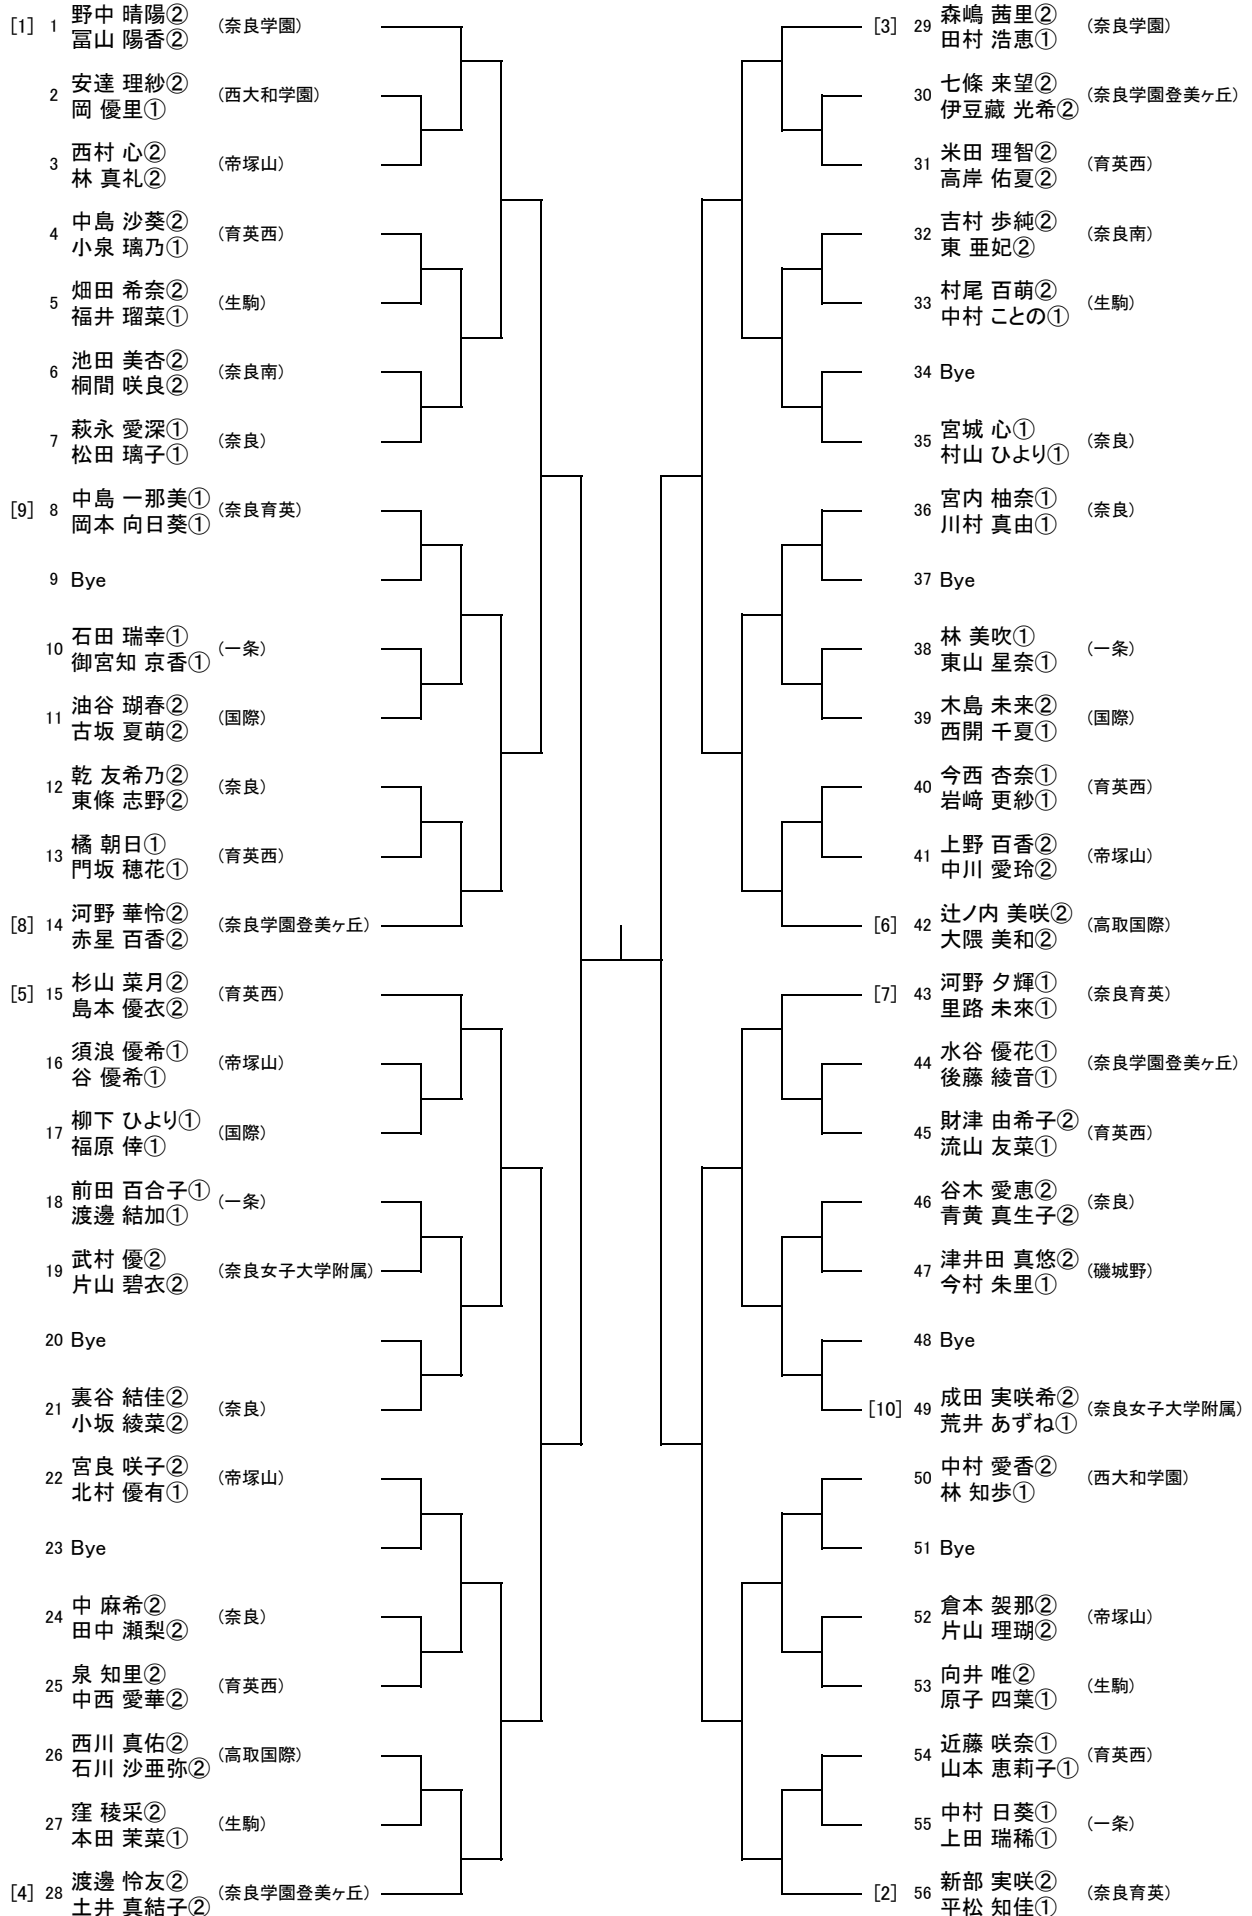 [1] 1 野中 晴陽② (奈良学園)
冨山 陽香②
2 安達 理紗② (西大和学園)
岡 優里①
3 西村 心② (帝塚山)
林 真礼②
4 中島 沙葵② (育英西)
小泉 璃乃①
5 畑田 希奈② (生駒)
福井 瑠菜①
6 池田 美杏② (奈良南)
桐間 咲良②
7 萩永 愛深① (奈良)
松田 璃子①
[9] 8 中島 一那美① (奈良育英)
岡本 向日葵①
9 Bye
10 石田 瑞幸① (一条)
御宮知 京香①
11 油谷 瑚春② (国際)
古坂 夏萌②
12 乾 友希乃② (奈良)
東條 志野②
13 橘 朝日① (育英西)
門坂 穂花①
[8] 14 河野 華怜② (奈良学園登美ヶ丘)
赤星 百香②
[5] 15 杉山 菜月② (育英西)
島本 優衣②
16 須浪 優希① (帝塚山)
谷 優希①
17 柳下 ひより① (国際)
福原 倖①
18 前田 百合子① (一条)
渡邊 結加①
19 武村 優② (奈良女子大学附属)
片山 碧衣②
20 Bye
21 裏谷 結佳② (奈良)
小坂 綾菜②
22 宮良 咲子② (帝塚山)
北村 優有①
23 Bye
24 中 麻希② (奈良)
田中 瀬梨②
25 泉 知里② (育英西)
中西 愛華②
26 西川 真佑② (高取国際)
石川 沙亜弥②
27 窪 稜采② (生駒)
本田 茉菜①
[4] 28 渡邊 怜友② (奈良学園登美ヶ丘)
土井 真結子②
[3] 29 森嶋 茜里② (奈良学園)
田村 浩恵①
30 七條 来望② (奈良学園登美ヶ丘)
伊豆藏 光希②
31 米田 理智② (育英西)
高岸 佑夏②
32 吉村 歩純② (奈良南)
東 亜妃②
33 村尾 百萌② (生駒)
中村 ことの①
34 Bye
35 宮城 心① (奈良)
村山 ひより①
36 宮内 柚奈① (奈良)
川村 真由①
37 Bye
38 林 美吹① (一条)
東山 星奈①
39 木島 未来② (国際)
西開 千夏①
40 今西 杏奈① (育英西)
岩﨑 更紗①
41 上野 百香② (帝塚山)
中川 愛玲②
[6] 42 辻ノ内 美咲② (高取国際)
大隈 美和②
[7] 43 河野 夕輝① (奈良育英)
里路 未來①
44 水谷 優花① (奈良学園登美ヶ丘)
後藤 綾音①
45 財津 由希子② (育英西)
流山 友菜①
46 谷木 愛恵② (奈良)
青黄 真生子②
47 津井田 真悠② (磯城野)
今村 朱里①
48 Bye
[10] 49 成田 実咲希② (奈良女子大学附属)
荒井 あずね①
50 中村 愛香② (西大和学園)
林 知歩①
51 Bye
52 倉本 袈那② (帝塚山)
片山 理瑚②
53 向井 唯② (生駒)
原子 四葉①
54 近藤 咲奈① (育英西)
山本 恵莉子①
55 中村 日葵① (一条)
上田 瑞稀①
[2] 56 新部 実咲② (奈良育英)
平松 知佳①